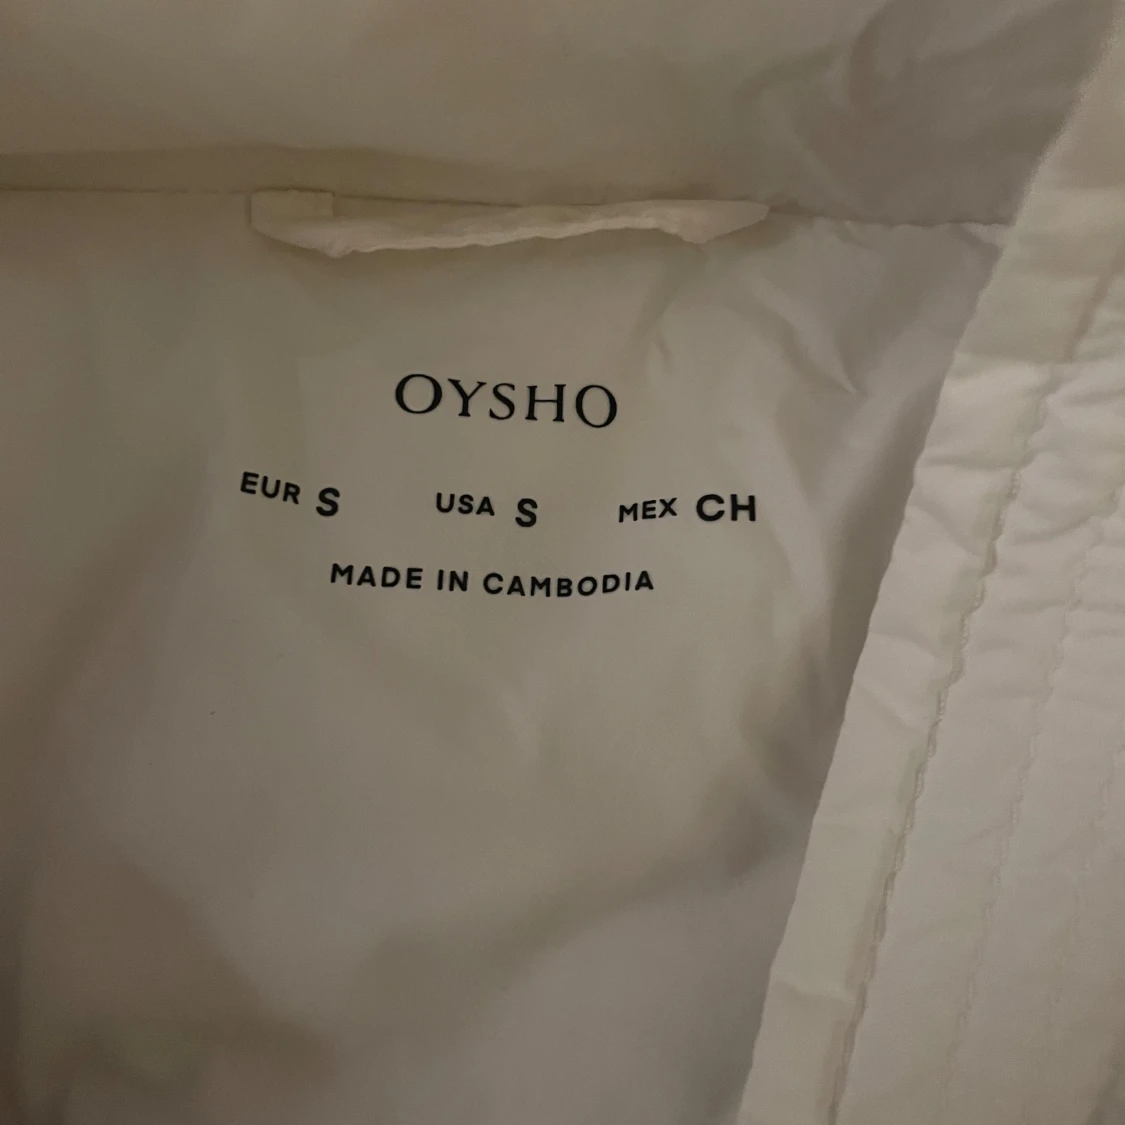 OYSHO
EUR S USA S MEX CH
MADE IN CAMBODIA